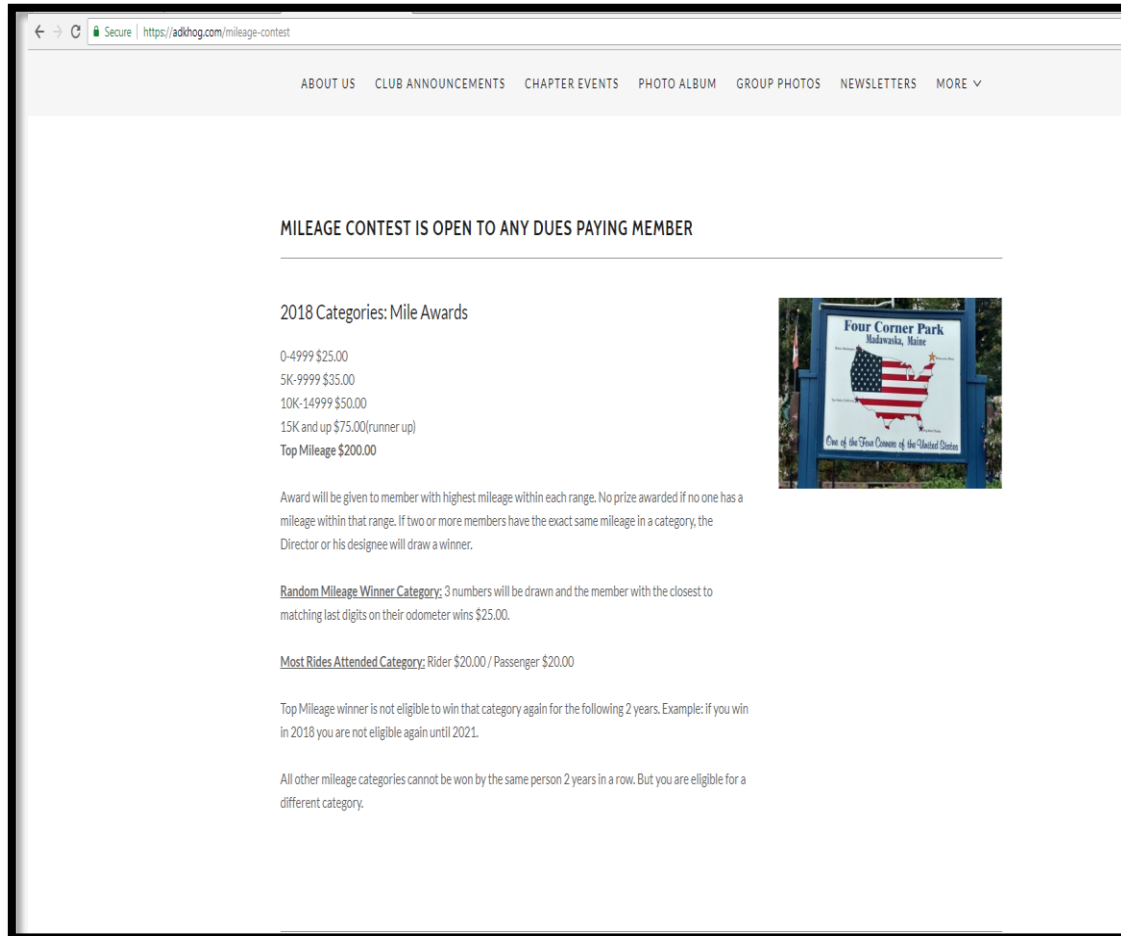 Secure | https://adkhog.com/mileage-contest
ABOUT US CLUB ANNOUNCEMENTS CHAPTER EVENTS PHOTO ALBUM GROUP PHOTOS NEWSLETTERS MORE
MILEAGE CONTEST IS OPEN TO ANY DUES PAYING MEMBER
2018 Categories: Mile Awards
0-4999 $25.00
5K-9999 $35.00
10K-14999 $50.00
15K and up $75.00(runner up)
Top Mileage $200.00
Award will be given to member with highest mileage within each range. No prize awarded if no one has a
mileage within that range. If two or more members have the exact same mileage in a category, the
Director or his designee will draw a winner.
Random Mileage Winner Category: 3 numbers will be drawn and the member with the closest to
matching last digits on their odometer wins $25.00.
Most Rides Attended Category: Rider $20.00 / Passenger $20.00
Top Mileage winner is not eligible to win that category again for the following 2 years. Example: if you win
in 2018 you are not eligible again until 2021.
All other mileage categories cannot be won by the same person 2 years in a row. But you are eligible for a
different category.
Four Corner Park
Madawaska, Maine
One of the Four Corners of the United States